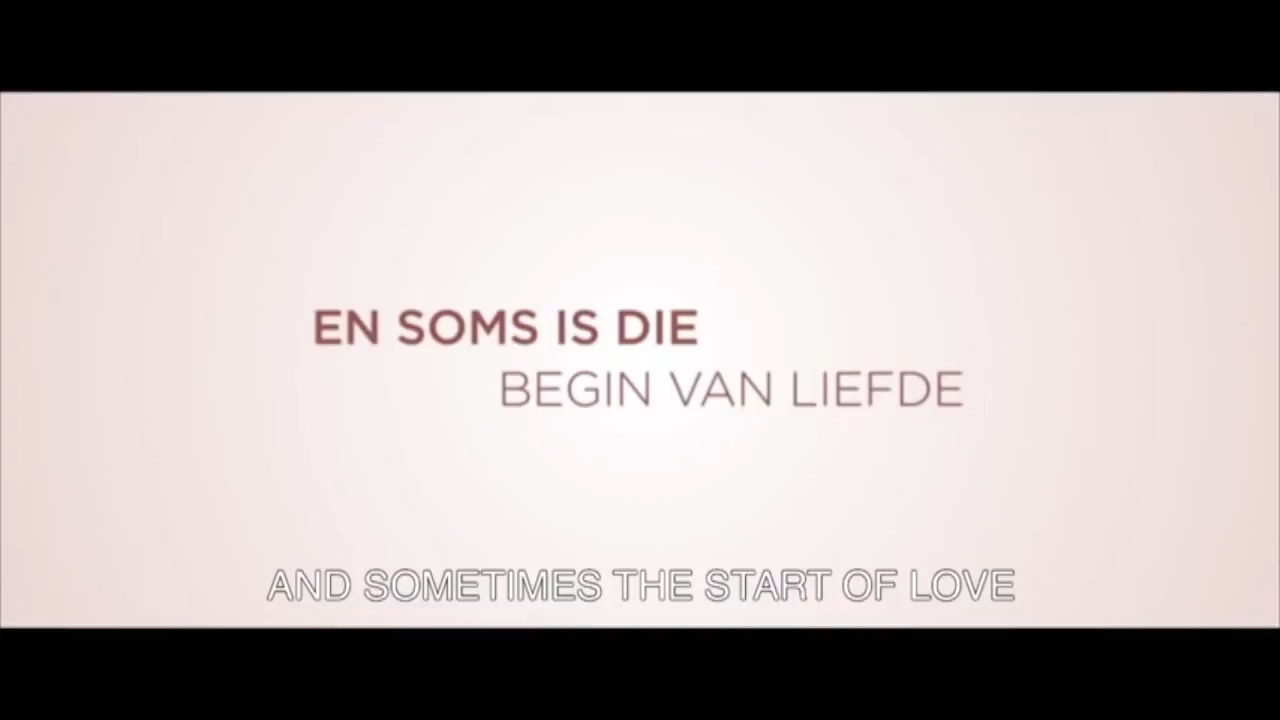 EN SOMS IS DIE
BEGIN VAN LIEFDE
AND SOMETIMES THE START OF LOVE